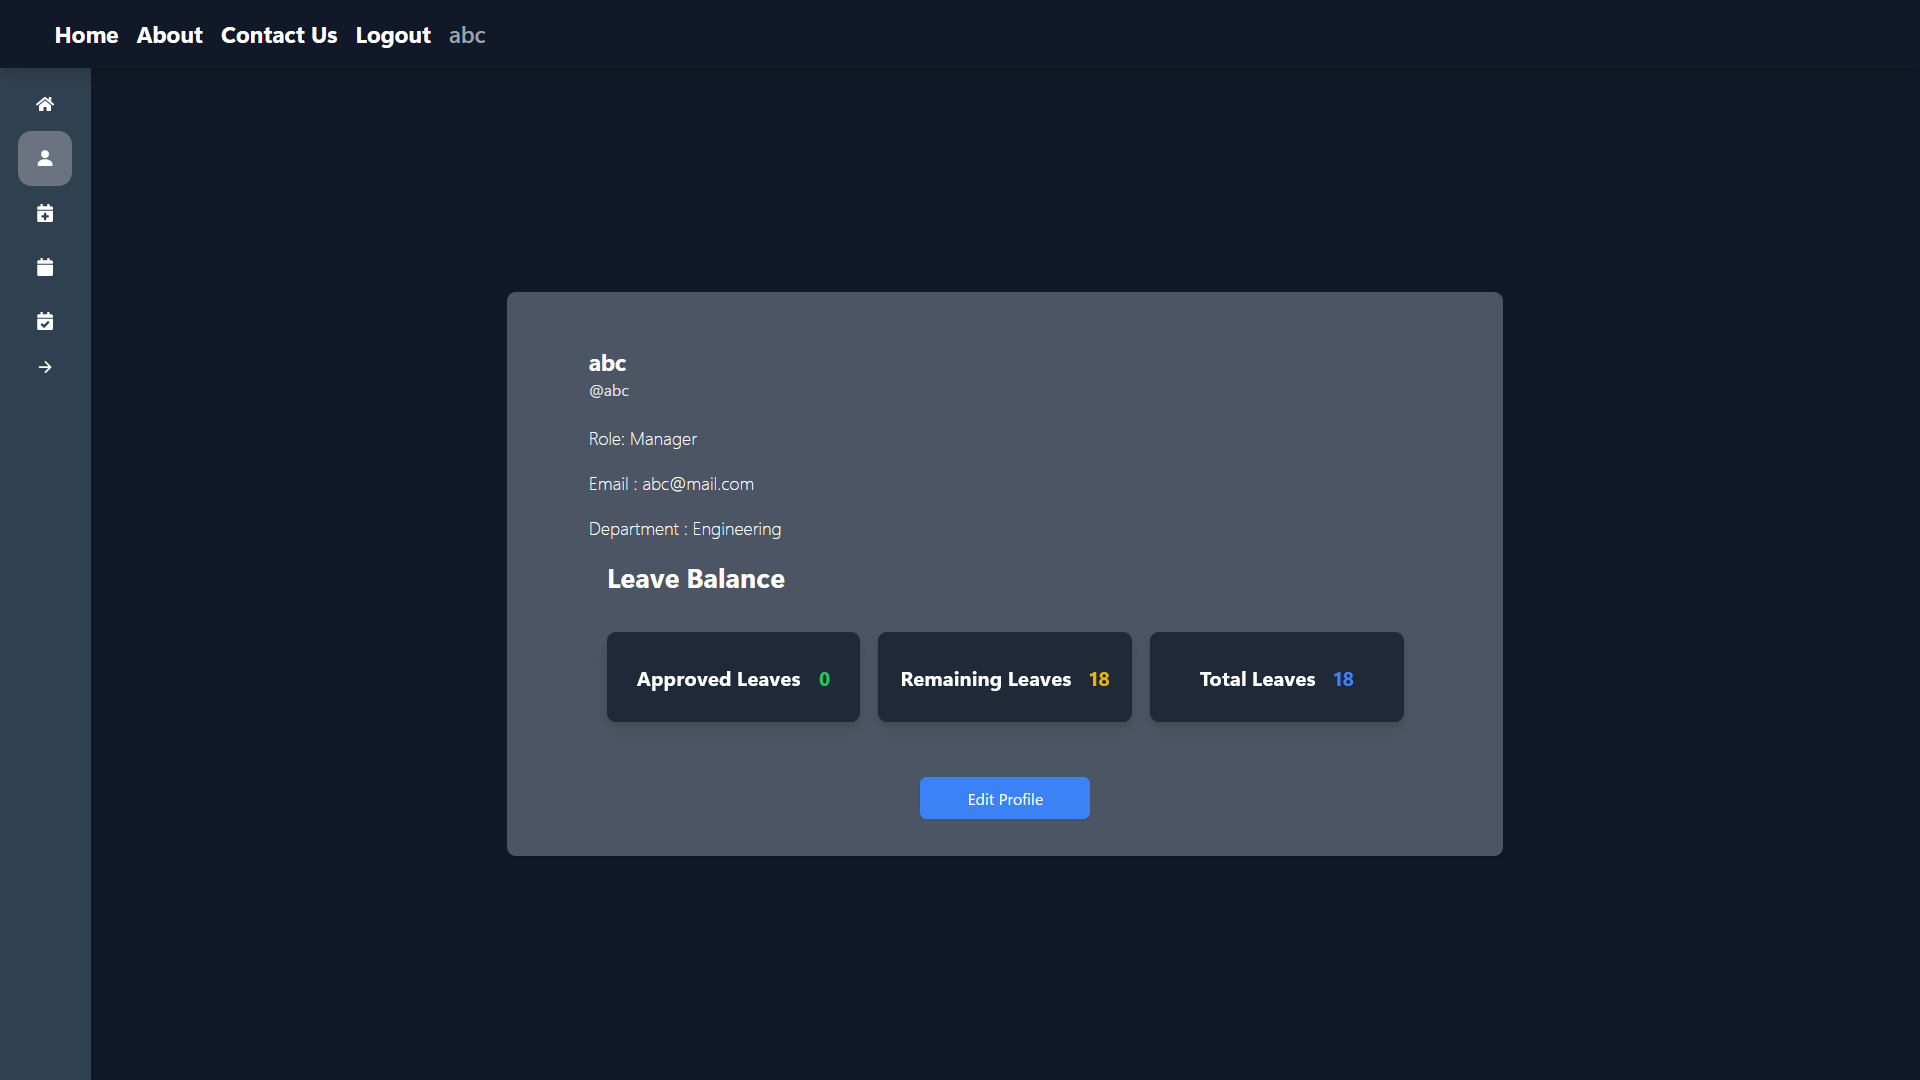 Home About Contact Us Logout abc
abc
@abc
Role: Manager
Email : abc@mail.com
Department : Engineering
Leave Balance
Approved Leaves 0 Remaining Leaves 18 Total Leaves 18
Edit Profile